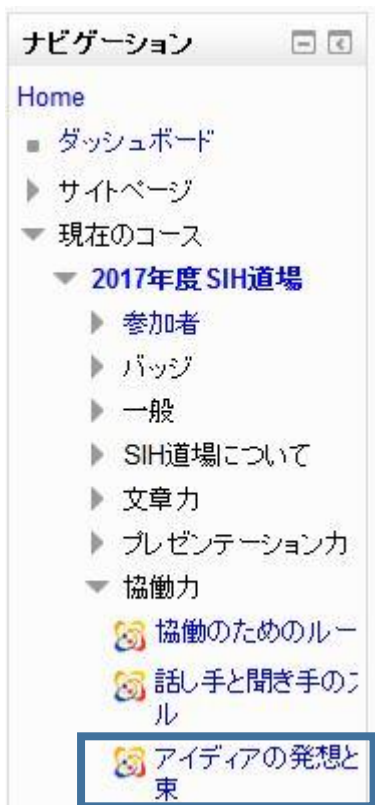 ナビゲーション
Home
ダッシュボード
サイトページ
現在のコース
2017年度 SIH道場
参加者
バッジ
一般
SIH道場について
文章力
プレゼンテーション力
協働力
協働のためのルー
話し手と聞き手の
ル
アイディアの発想と
束